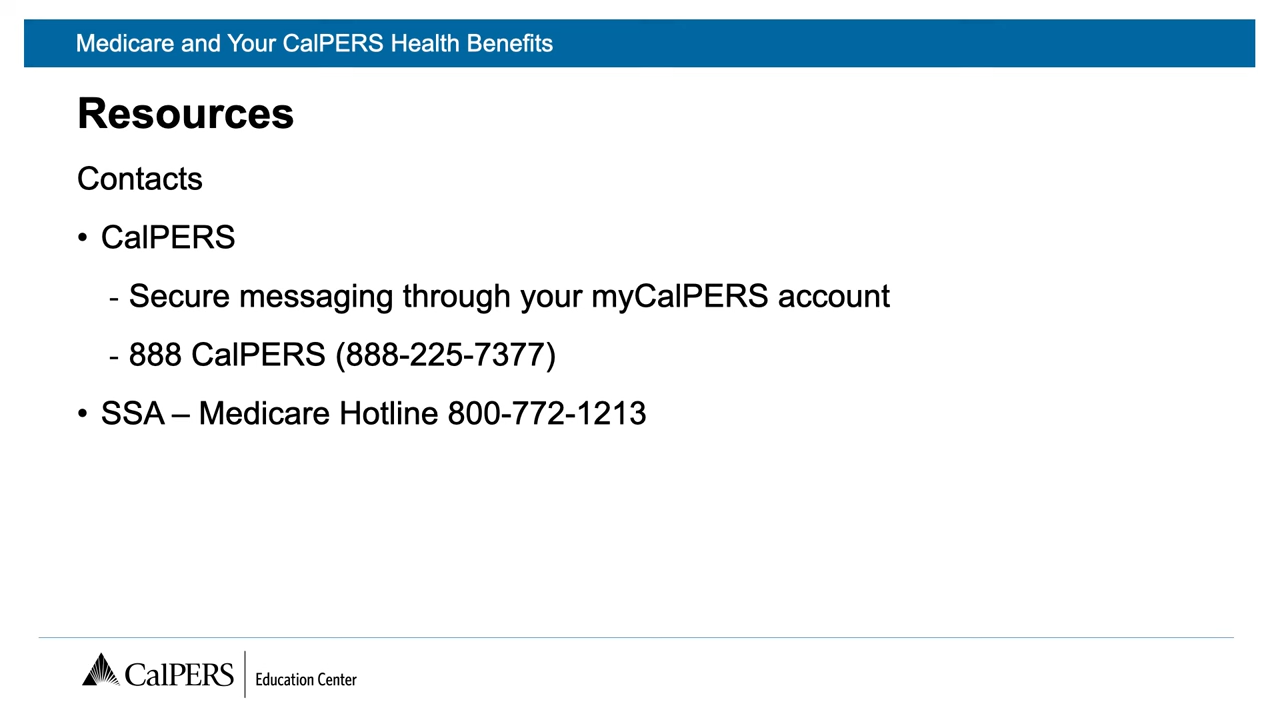 Medicare and Your CalPERS Health Benefits
Resources
Contacts
• CalPERS
- Secure messaging through your myCalPERS account
- 888 CalPERS (888-225-7377)
• SSA – Medicare Hotline 800-772-1213
CalPERS Education Center